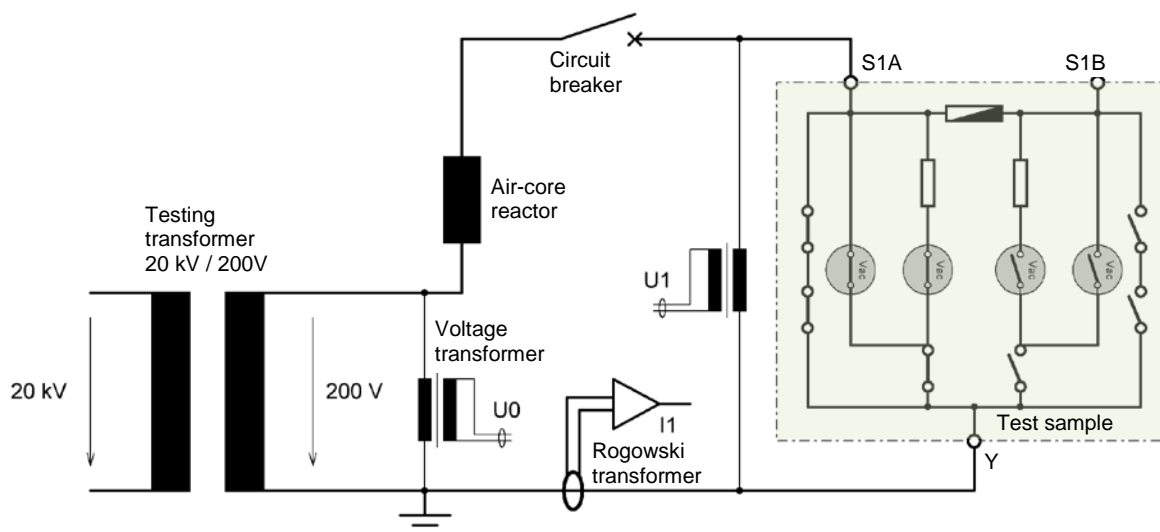 Circuit
breaker
S1A
S1B
Air-core
reactor
Testing
transformer
20 kV / 200V
U1
Voltage
transformer
20 kV
200 V
U0
I1
Rogowski
transformer
Vac
Vac
Vac
Vac
Test sample
Y